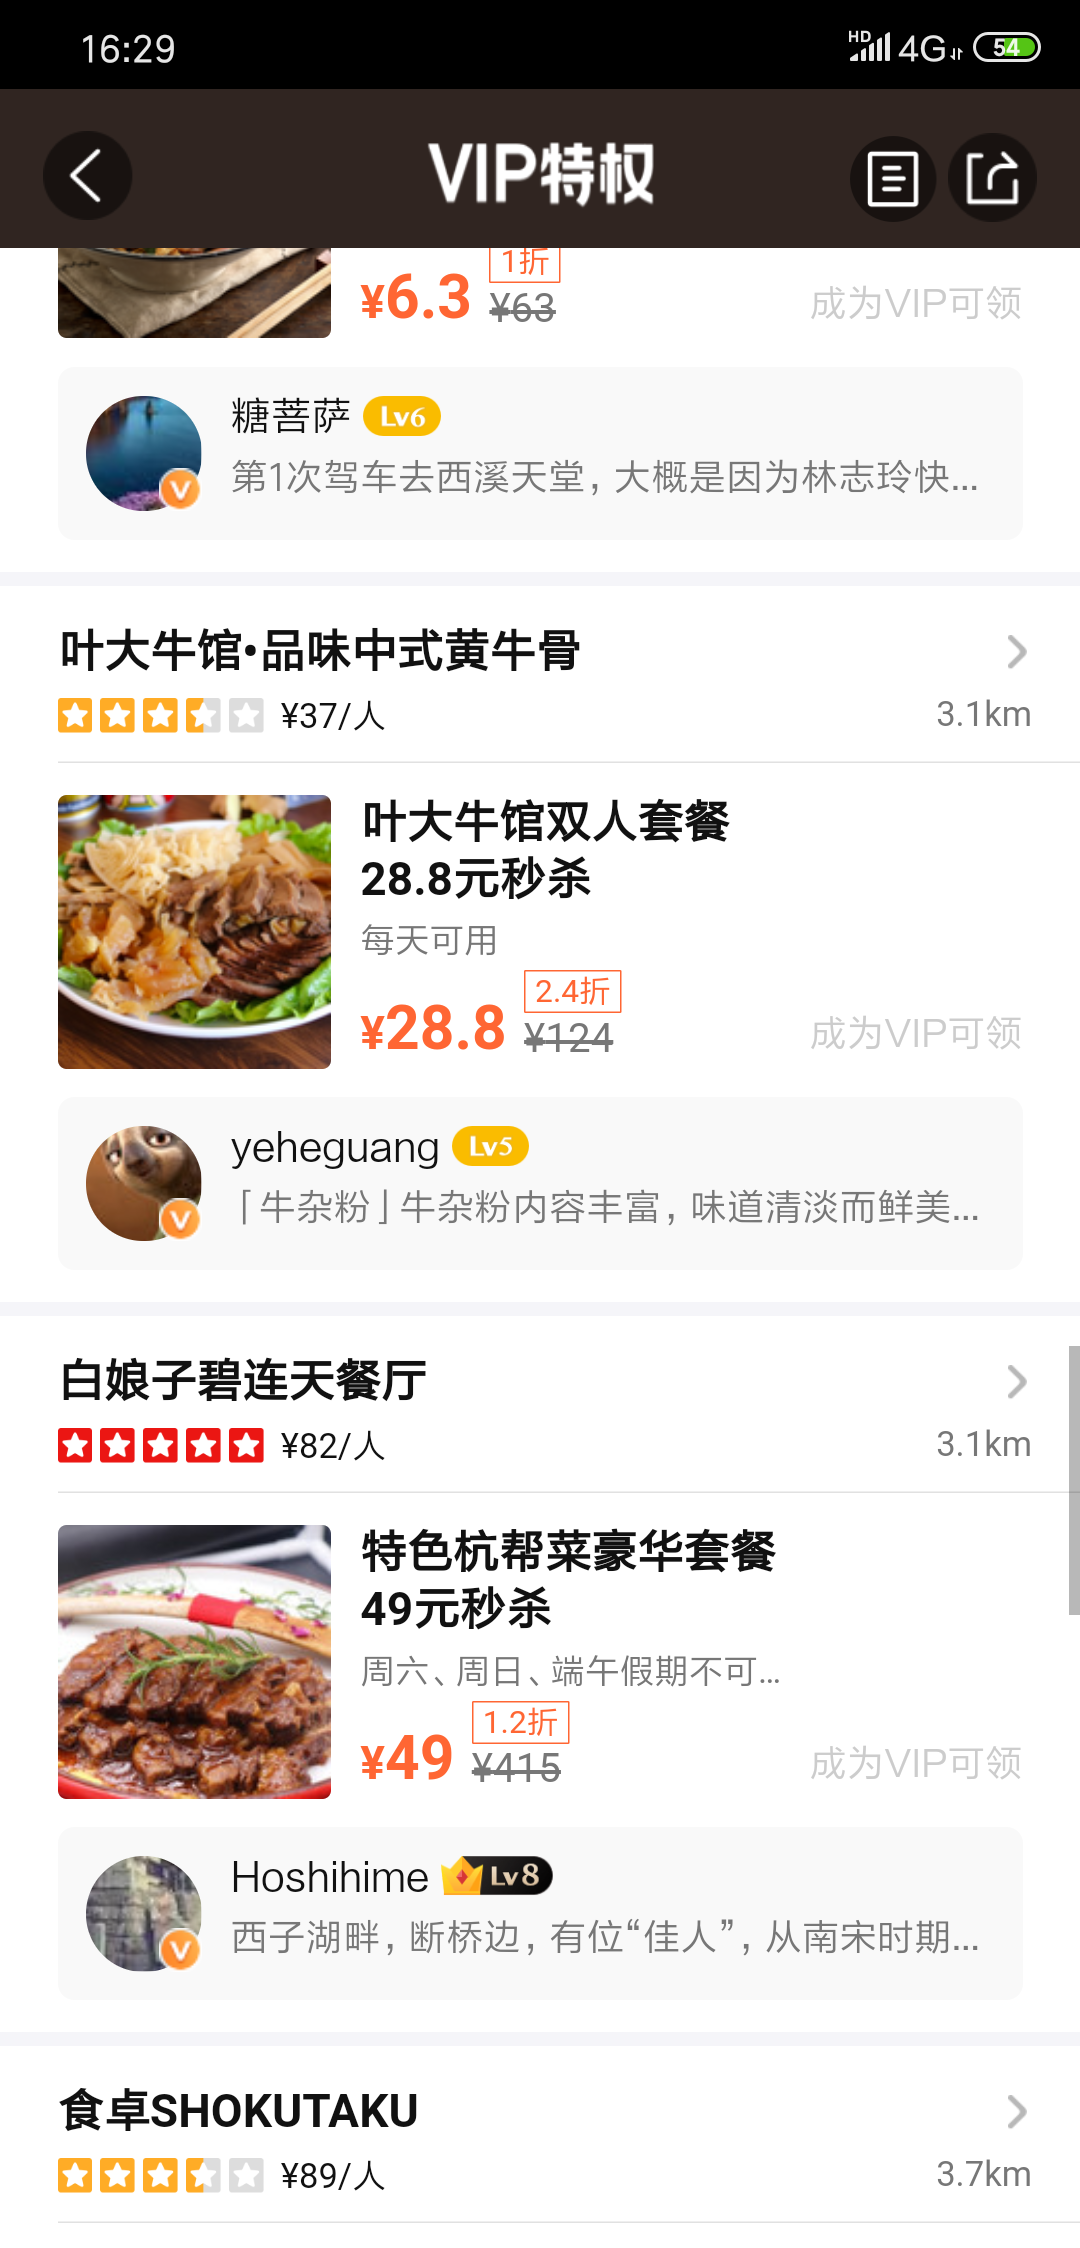 16:29
HD 4G 54
VIP特权
1折
¥6.3 ¥63
成为VIP可领
糖菩萨 Lv6
第1次驾车去西溪天堂，大概是因为林志玲快...
叶大牛馆•品味中式黄牛骨
¥37/人
3.1km
叶大牛馆双人套餐
28.8元秒杀
每天可用
2.4折
¥28.8 ¥124
成为VIP可领
yeheguang Lv5
「牛杂粉」牛杂粉内容丰富，味道清淡而鲜美...
白娘子碧连天餐厅
¥82/人
3.1km
特色杭帮菜豪华套餐
49元秒杀
周六、周日、端午假期不可...
1.2折
¥49 ¥415
成为VIP可领
Hoshihime Lv8
西子湖畔，断桥边，有位“佳人”，从南宋时期...
食卓SHOKUTAKU
¥89/人
3.7km